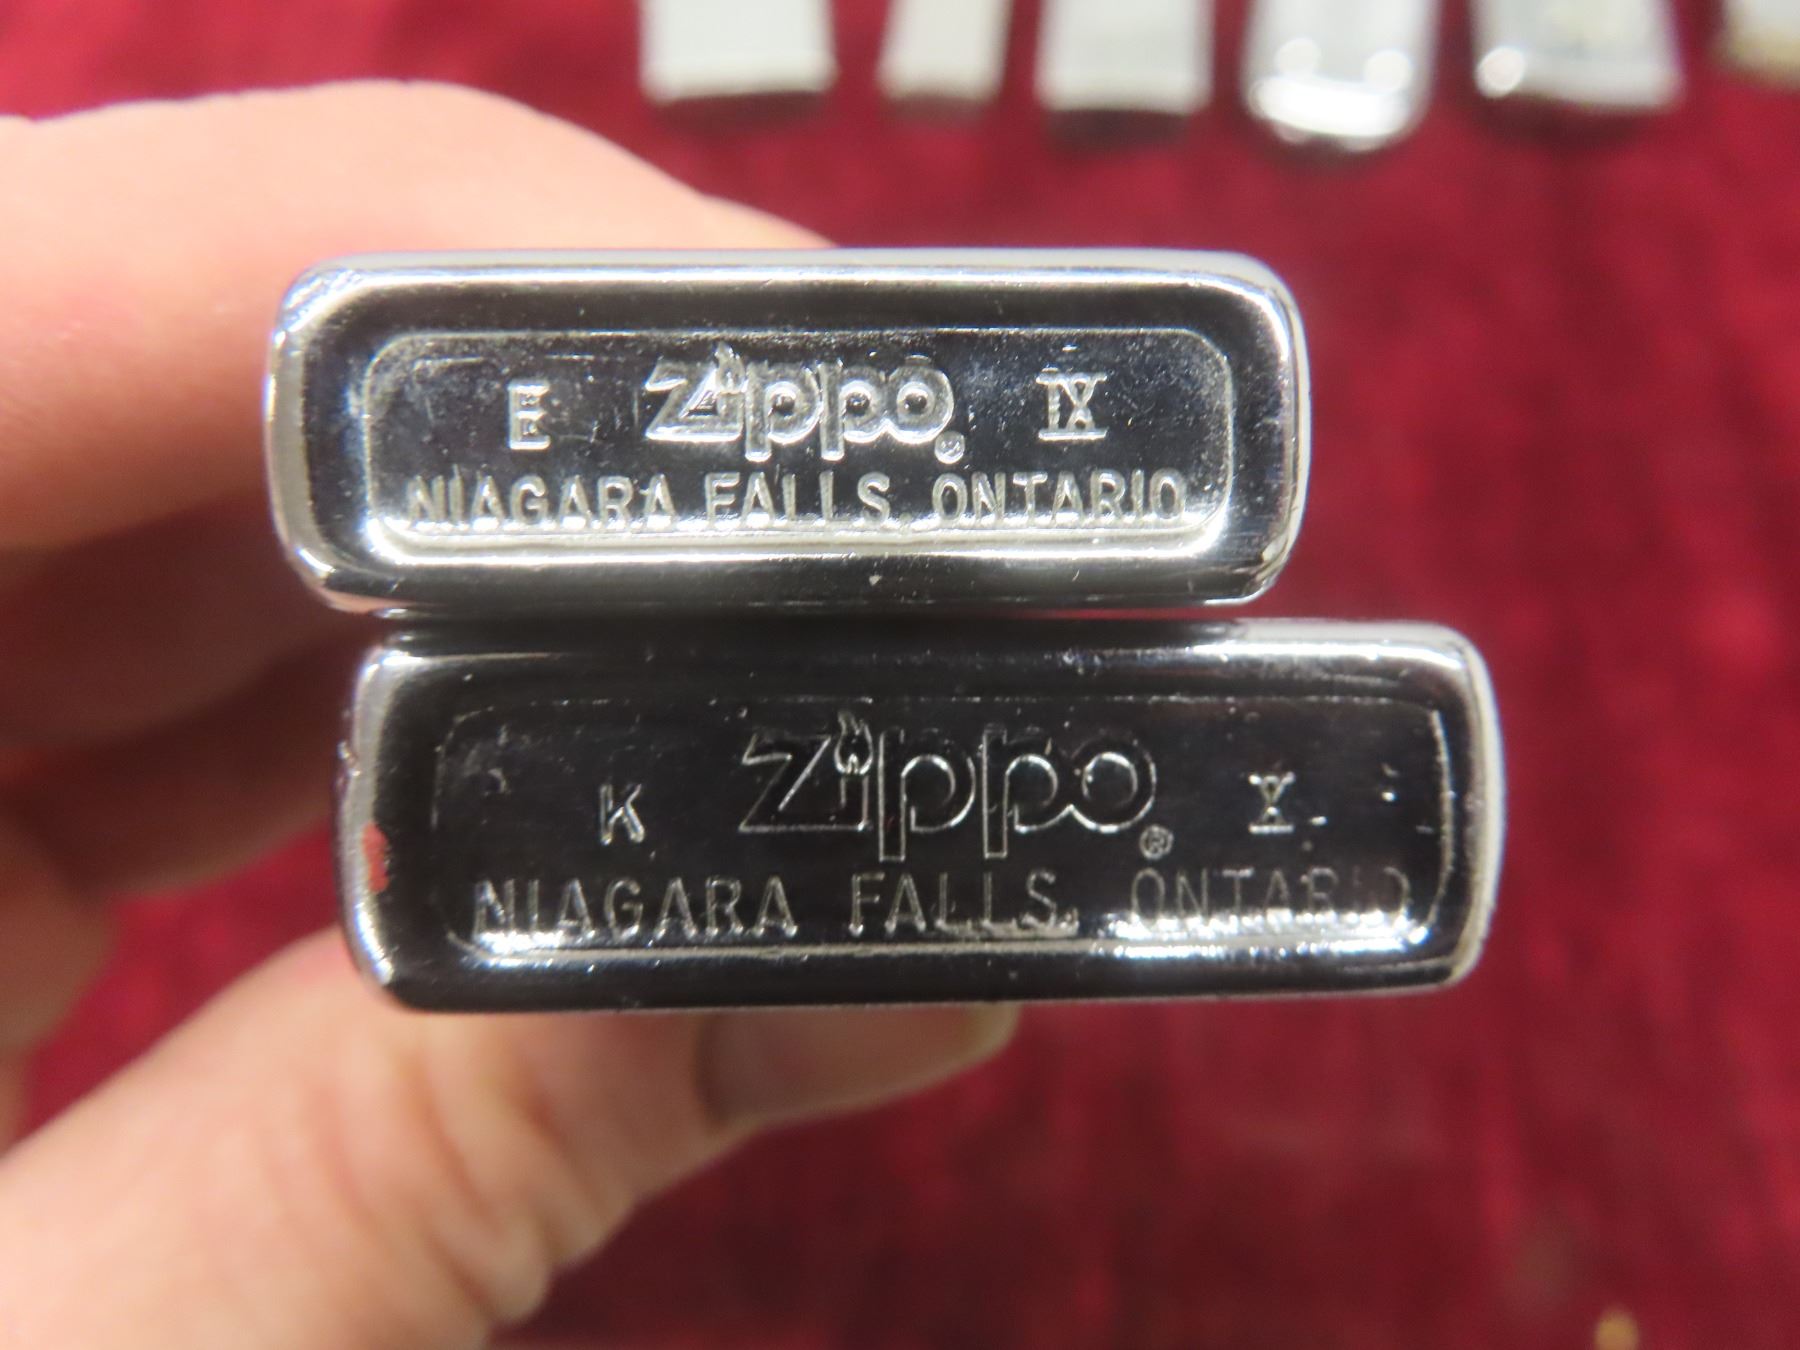 E Zippo® IX
NIAGARA FALLS, ONTARIO
K Zippo® X
NIAGARA FALLS, ONTARIO